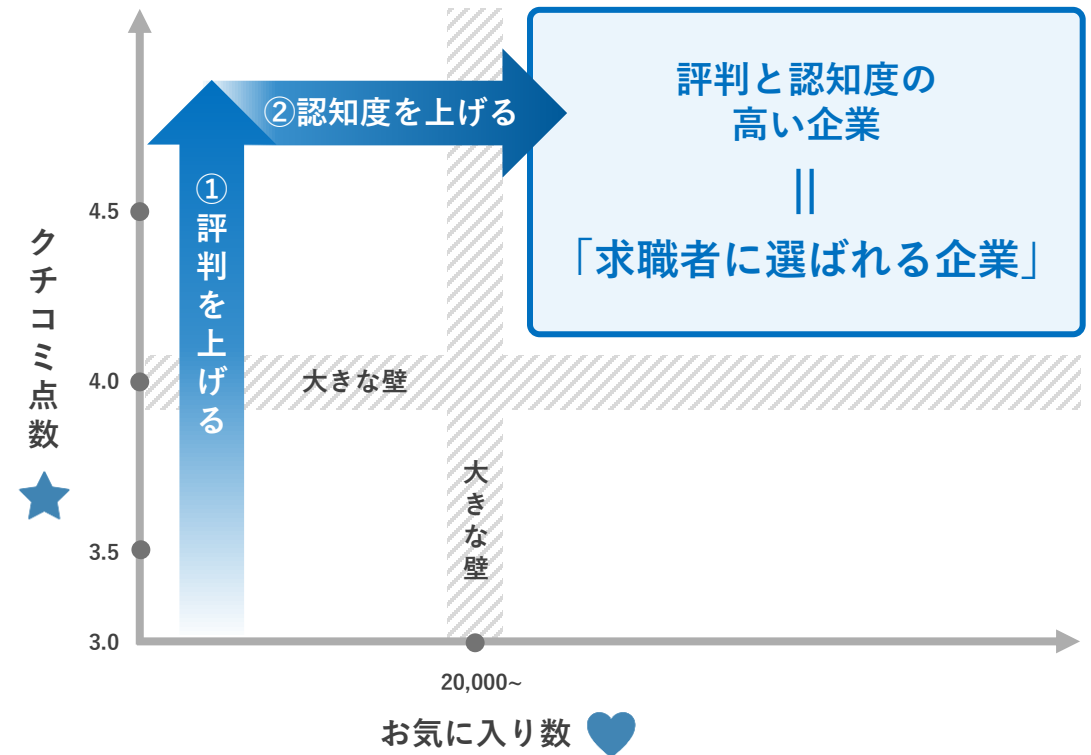 評判と認知度の
高い企業
||
「求職者に選ばれる企業」
②認知度を上げる
①評判を上げる
クチコミ点数
4.5
4.0
3.5
3.0
大きな壁
大きな壁
20,000~
お気に入り数